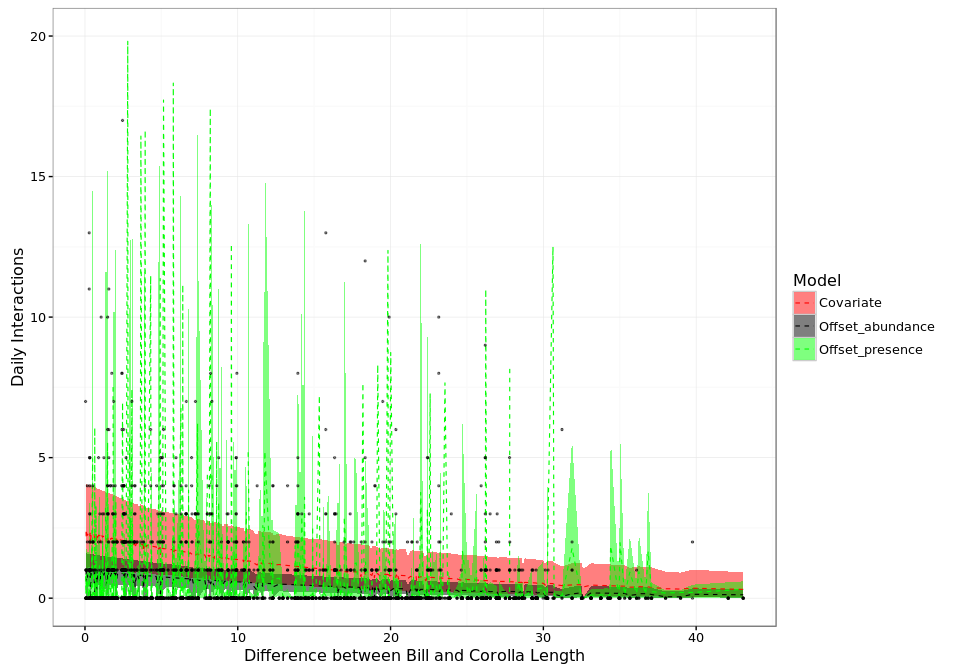 20
15
10
5
0
0
10
20
30
40
Daily Interactions
Difference between Bill and Corolla Length
Model
Covariate
Offset_abundance
Offset_presence